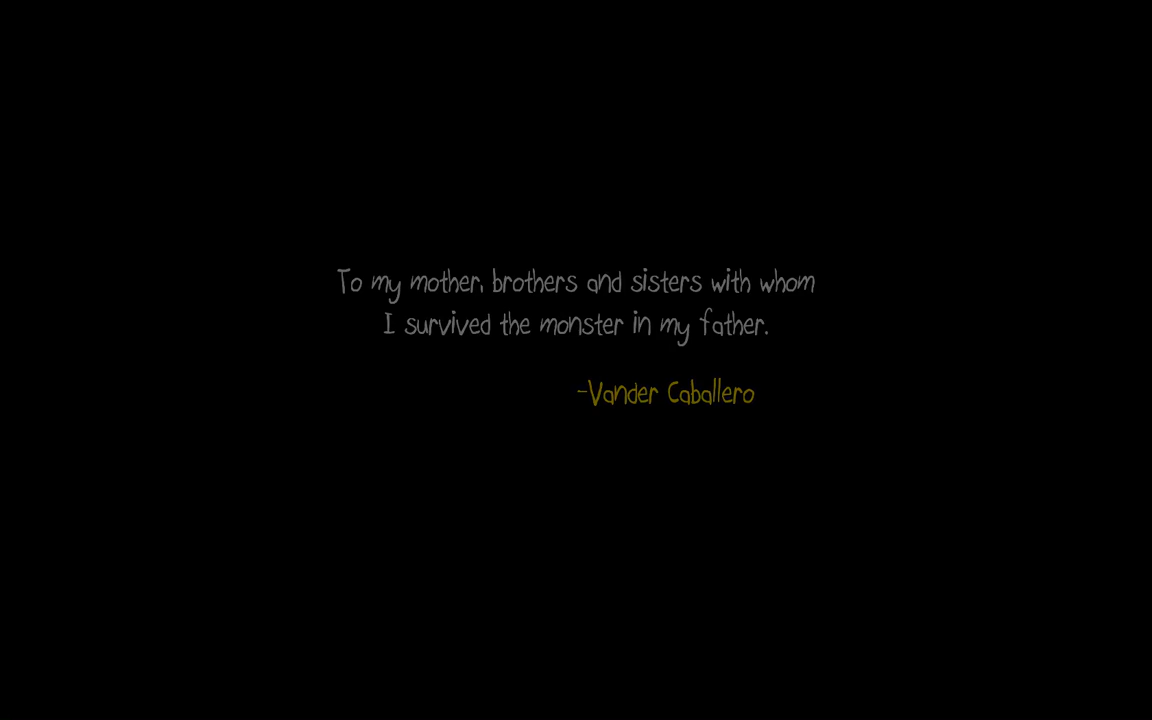 To my mother, brothers and sisters with whom
I survived the monster in my father.
-Vander Caballero